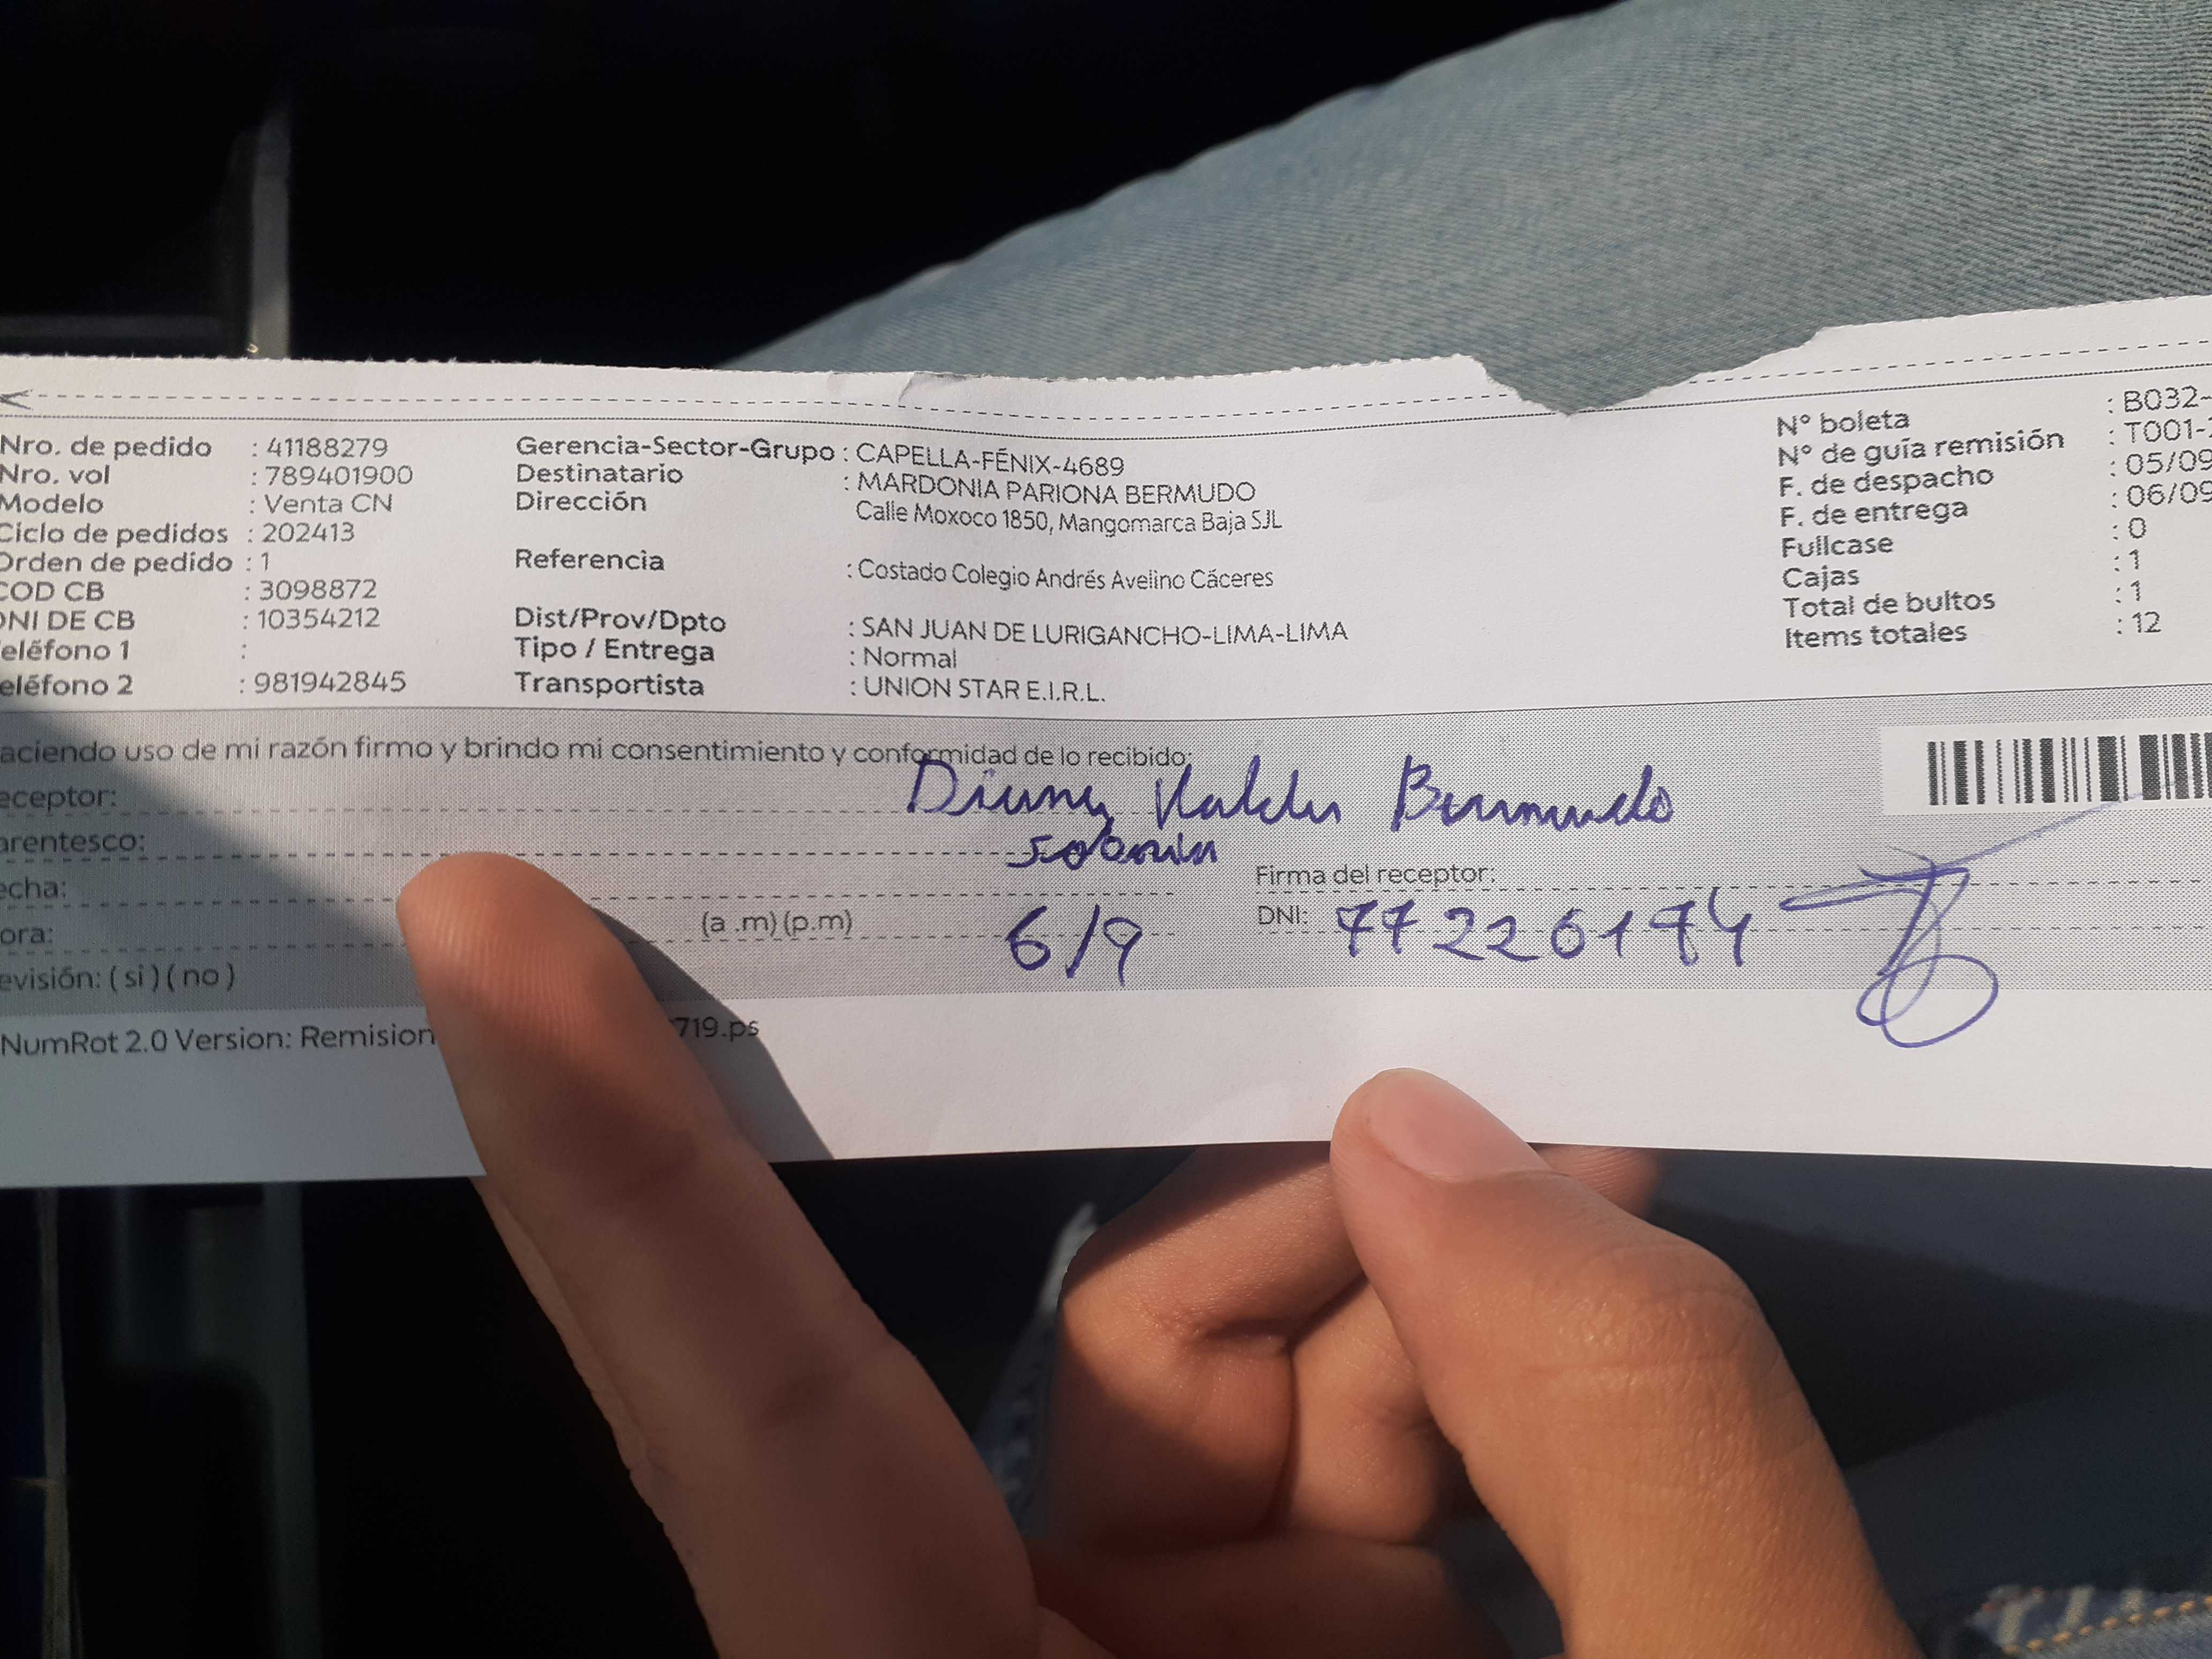 Nro. de pedido : 41188279
Nro. vol : 789401900
Modelo : Venta CN
Ciclo de pedidos : 202413
Orden de pedido : 1
COD CB : 3098872
DNI DE CB : 10354212
eléfono 1 :
eléfono 2 : 981942845
Gerencia-Sector-Grupo : CAPELLA-FÉNIX-4689
Destinatario : MARDONIA PARIONA BERMUDO
Dirección Calle Moxoco 1850, Mangomarca Baja SJL
Referencia : Costado Colegio Andrés Avelino Cáceres
Dist/Prov/Dpto : SAN JUAN DE LURIGANCHO-LIMA-LIMA
Tipo / Entrega : Normal
Transportista : UNION STAR E.I.R.L.
N° boleta : B032-
N° de guía remisión : T001-
F. de despacho : 05/09
F. de entrega : 06/09
Fullcase : 0
Cajas : 1
Total de bultos : 1
Items totales : 12
aciendo uso de mi razón firmo y brindo mi consentimiento y conformidad de lo recibido:
eceptor: Bermudo
arentesco:
echa:
ora: (a .m) (p.m) 6/9
evisión: ( si ) ( no )
Firma del receptor:
DNI: 77226174
NumRot 2.0 Version: Remision 719.ps